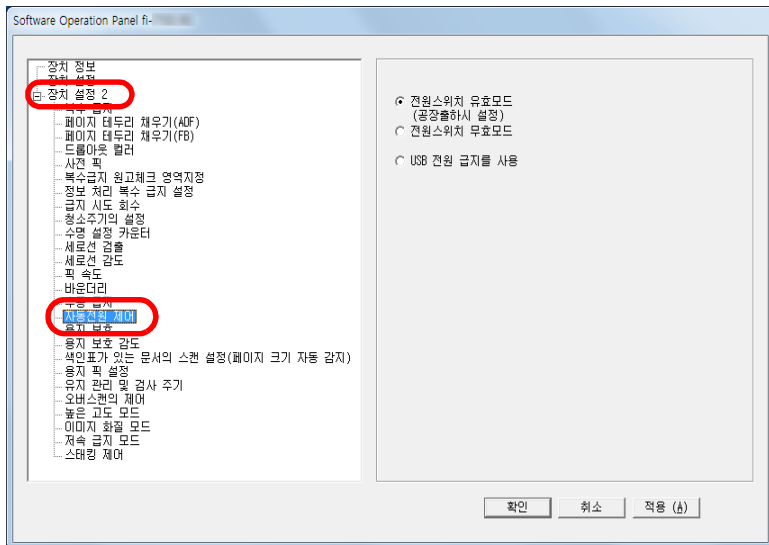 Software Operation Panel fi-
장치 정보
장치 설정
장치 설정 2
복수 급지
페이지 테두리 채우기(ADF)
페이지 테두리 채우기(FB)
드롭아웃 컬러
사전 픽
복수급지 원고체크 영역지정
정보 처리 복수 급지 설정
급지 시도 회수
청소주기의 설정
수명 설정 카운터
세로선 검출
세로선 감도
픽 속도
바운더리
수동 급지
자동전원 제어
용지 보호
용지 보호 감도
색인표가 있는 문서의 스캔 설정(페이지 크기 자동 감지)
용지 픽 설정
유지 관리 및 검사 주기
오버스캔의 제어
높은 고도 모드
이미지 화질 모드
저속 급지 모드
스태킹 제어
전원스위치 유효모드
(공장출하시 설정)
전원스위치 무효모드
USB 전원 급지를 사용
확인
취소
적용 (A)